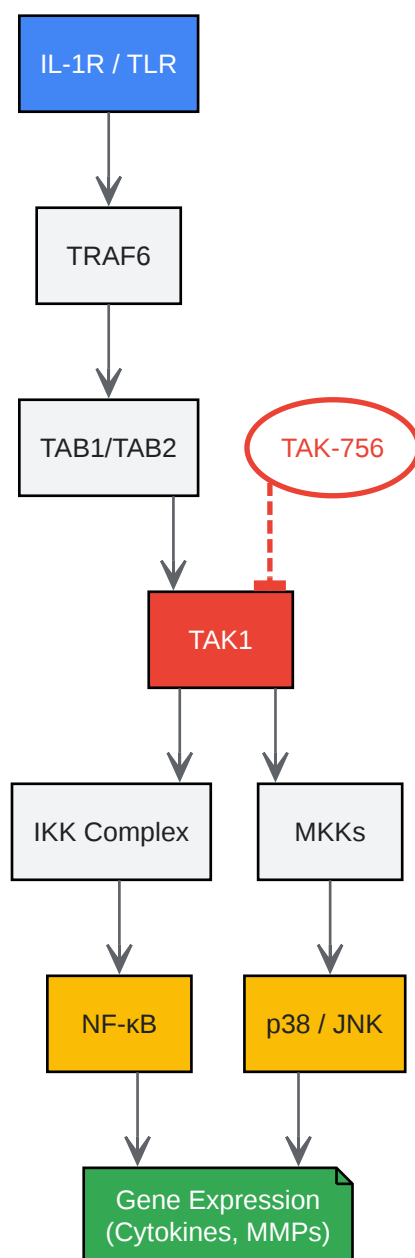 IL-1R / TLR
TRAF6
TAB1/TAB2
TAK-756
TAK1
IKK Complex
MKKs
NF-κB
p38 / JNK
Gene Expression
(Cytokines, MMPs)